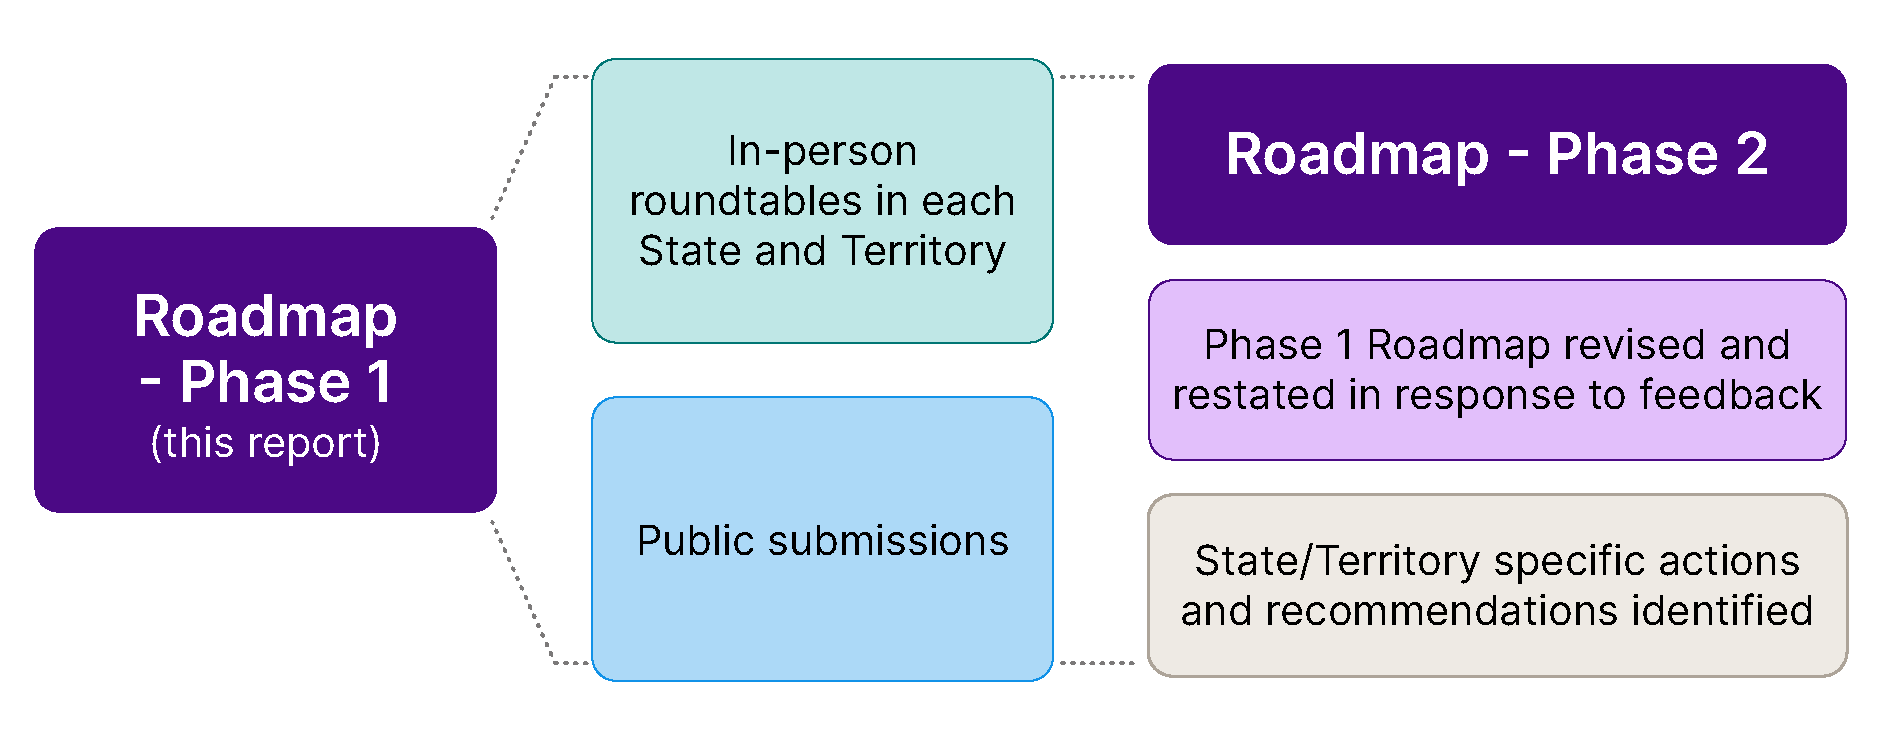 Roadmap
- Phase 1
(this report)
In-person
roundtables in each
State and Territory
Public submissions
Roadmap - Phase 2
Phase 1 Roadmap revised and
restated in response to feedback
State/Territory specific actions
and recommendations identified